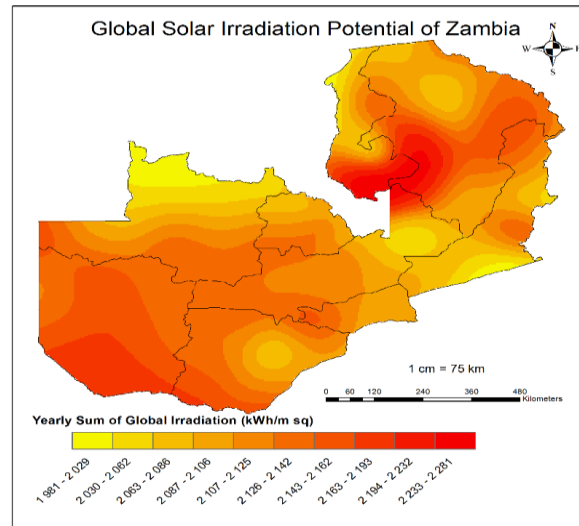 Global Solar Irradiation Potential of Zambia
N
W E
S
1 cm = 75 km
0 60 120 240 360 480
Kilometers
Yearly Sum of Global Irradiation (kWh/m sq)
1 981 - 2 029
2 030 - 2 062
2 063 - 2 086
2 087 - 2 106
2 107 - 2 125
2 126 - 2 142
2 143 - 2 162
2 163 - 2 193
2 194 - 2 232
2 233 - 2 281